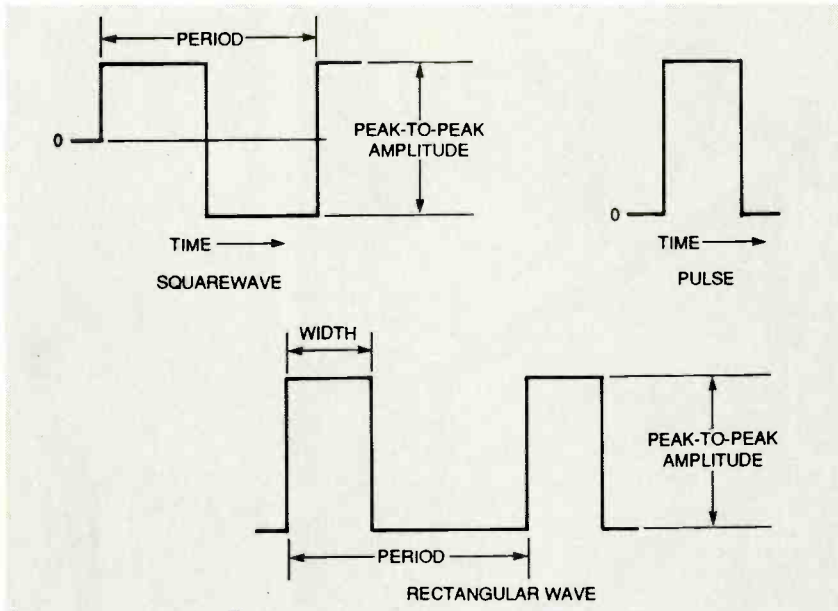 PERIOD
0
PEAK-TO-PEAK
AMPLITUDE
TIME
SQUAREWAVE
0
TIME
PULSE
WIDTH
PEAK-TO-PEAK
AMPLITUDE
PERIOD
RECTANGULAR WAVE